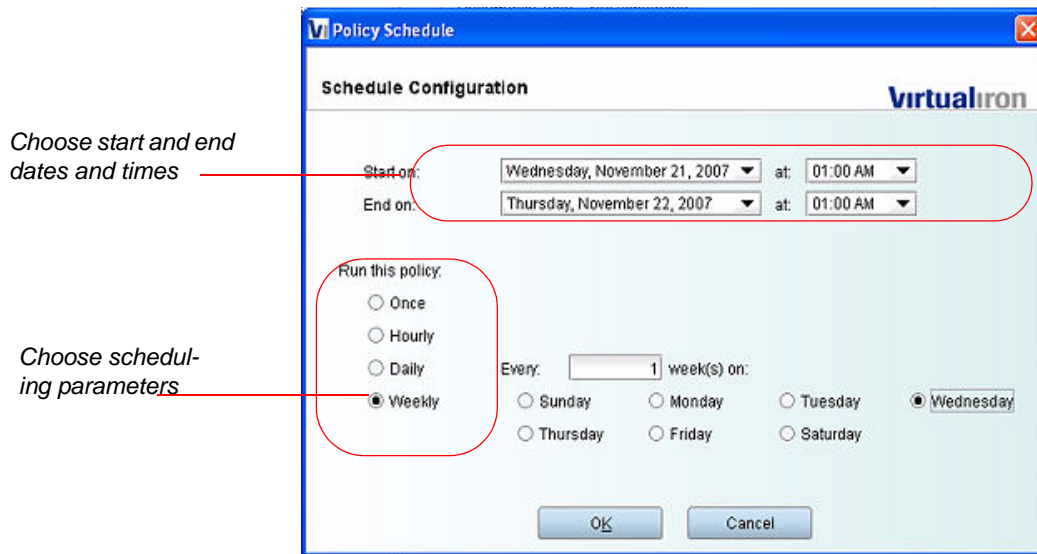 Policy Schedule
Schedule Configuration
Virtualiron
Choose start and end
dates and times
Start on:
Wednesday, November 21, 2007
at:
01:00 AM
End on:
Thursday, November 22, 2007
at:
01:00 AM
Run this policy:
Once
Hourly
Choose schedul-
ing parameters
Daily
Every:
1
week(s) on:
Weekly
Sunday
Monday
Tuesday
Wednesday
Thursday
Friday
Saturday
OK
Cancel